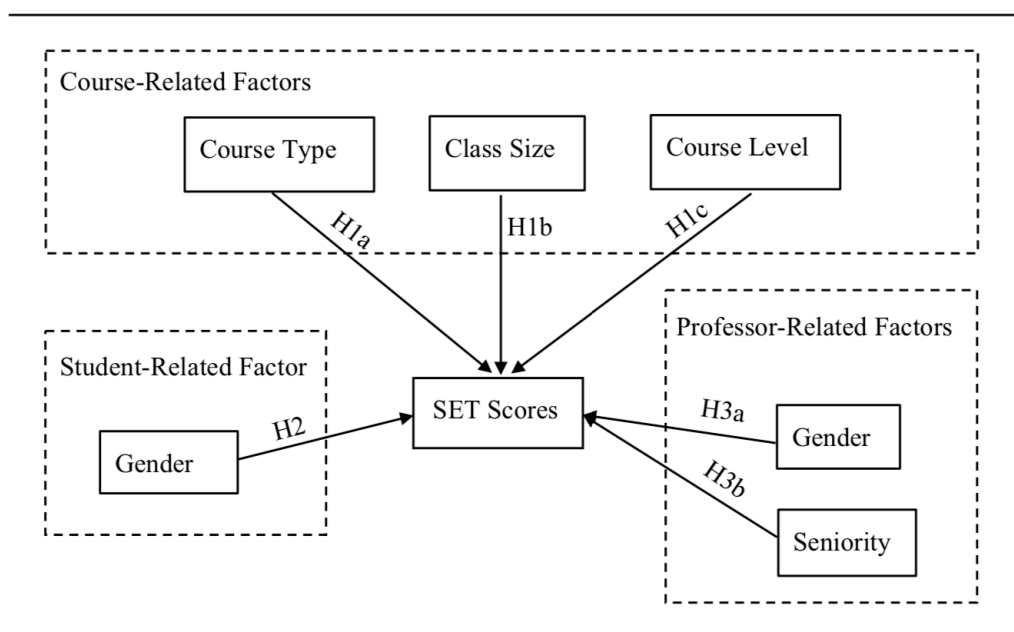 Course-Related Factors
Course Type
Class Size
Course Level
H1a
H1b
H1c
Student-Related Factor
Gender
H2
SET Scores
Professor-Related Factors
H3a
Gender
H3b
Seniority